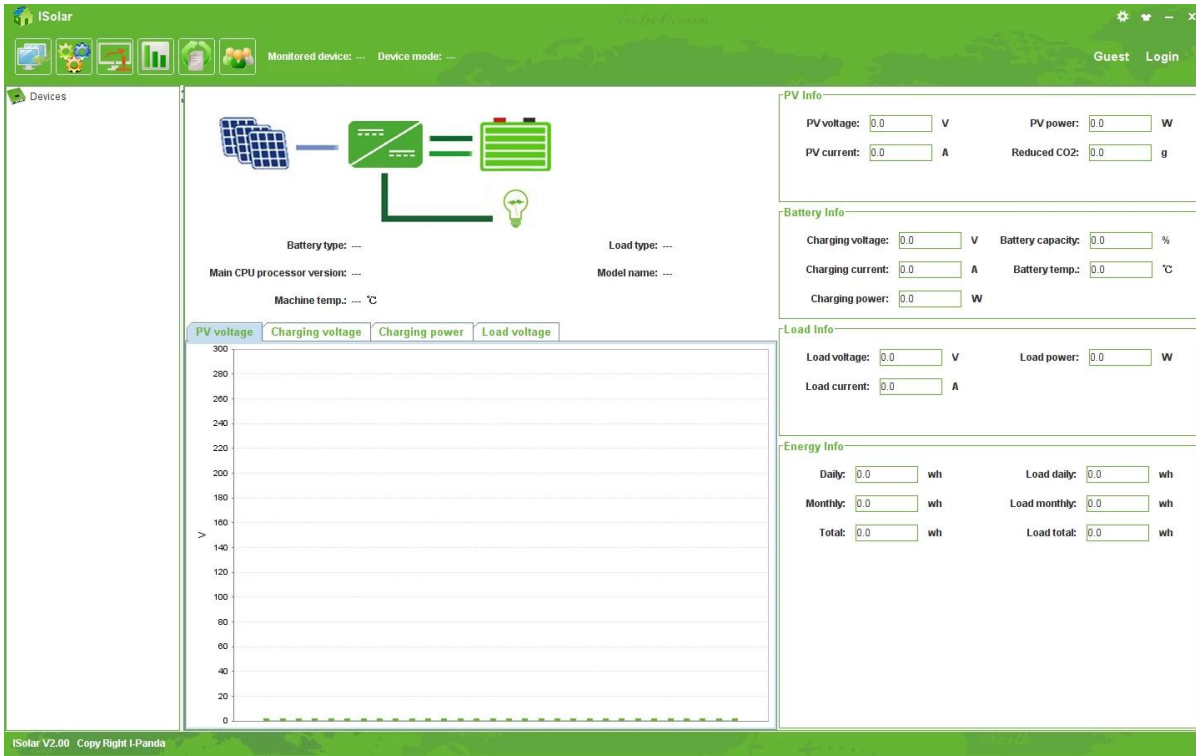 ISolar
Monitored device: --- Device mode: ---
Guest Login
X
Devices
Battery type: --- Load type: ---
Main CPU processor version: --- Model name: ---
Machine temp.: --- ℃
PV voltage Charging voltage Charging power Load voltage
300
280
260
240
220
200
180
160
V
140
120
100
80
60
40
20
0
PV Info
PV voltage: 0.0 V PV power: 0.0 W
PV current: 0.0 A Reduced CO2: 0.0 g
Battery Info
Charging voltage: 0.0 V Battery capacity: 0.0 %
Charging current: 0.0 A Battery temp.: 0.0 ℃
Charging power: 0.0 W
Load Info
Load voltage: 0.0 V Load power: 0.0 W
Load current: 0.0 A
Energy Info
Daily: 0.0 wh Load daily: 0.0 wh
Monthly: 0.0 wh Load monthly: 0.0 wh
Total: 0.0 wh Load total: 0.0 wh
ISolar V2.00 Copy Right I-Panda